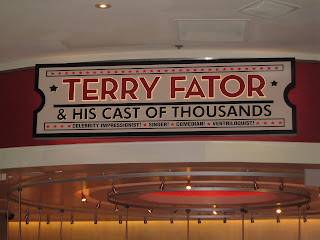 TERRY FATOR
& HIS CAST OF THOUSANDS
CELEBRITY IMPRESSIONIST! ★ SINGER! ★ COMEDIAN! ★ VENTRILOQUIST!